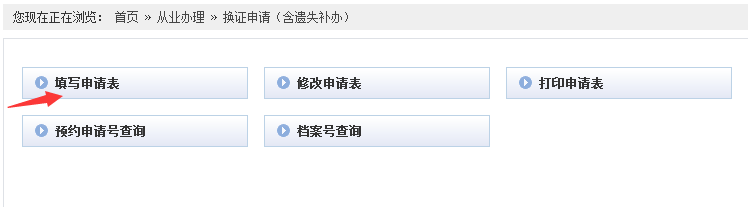 您现在正在浏览： 首页 » 从业办理 » 换证申请（含遗失补办）
填写申请表 修改申请表 打印申请表
预约申请号查询 档案号查询